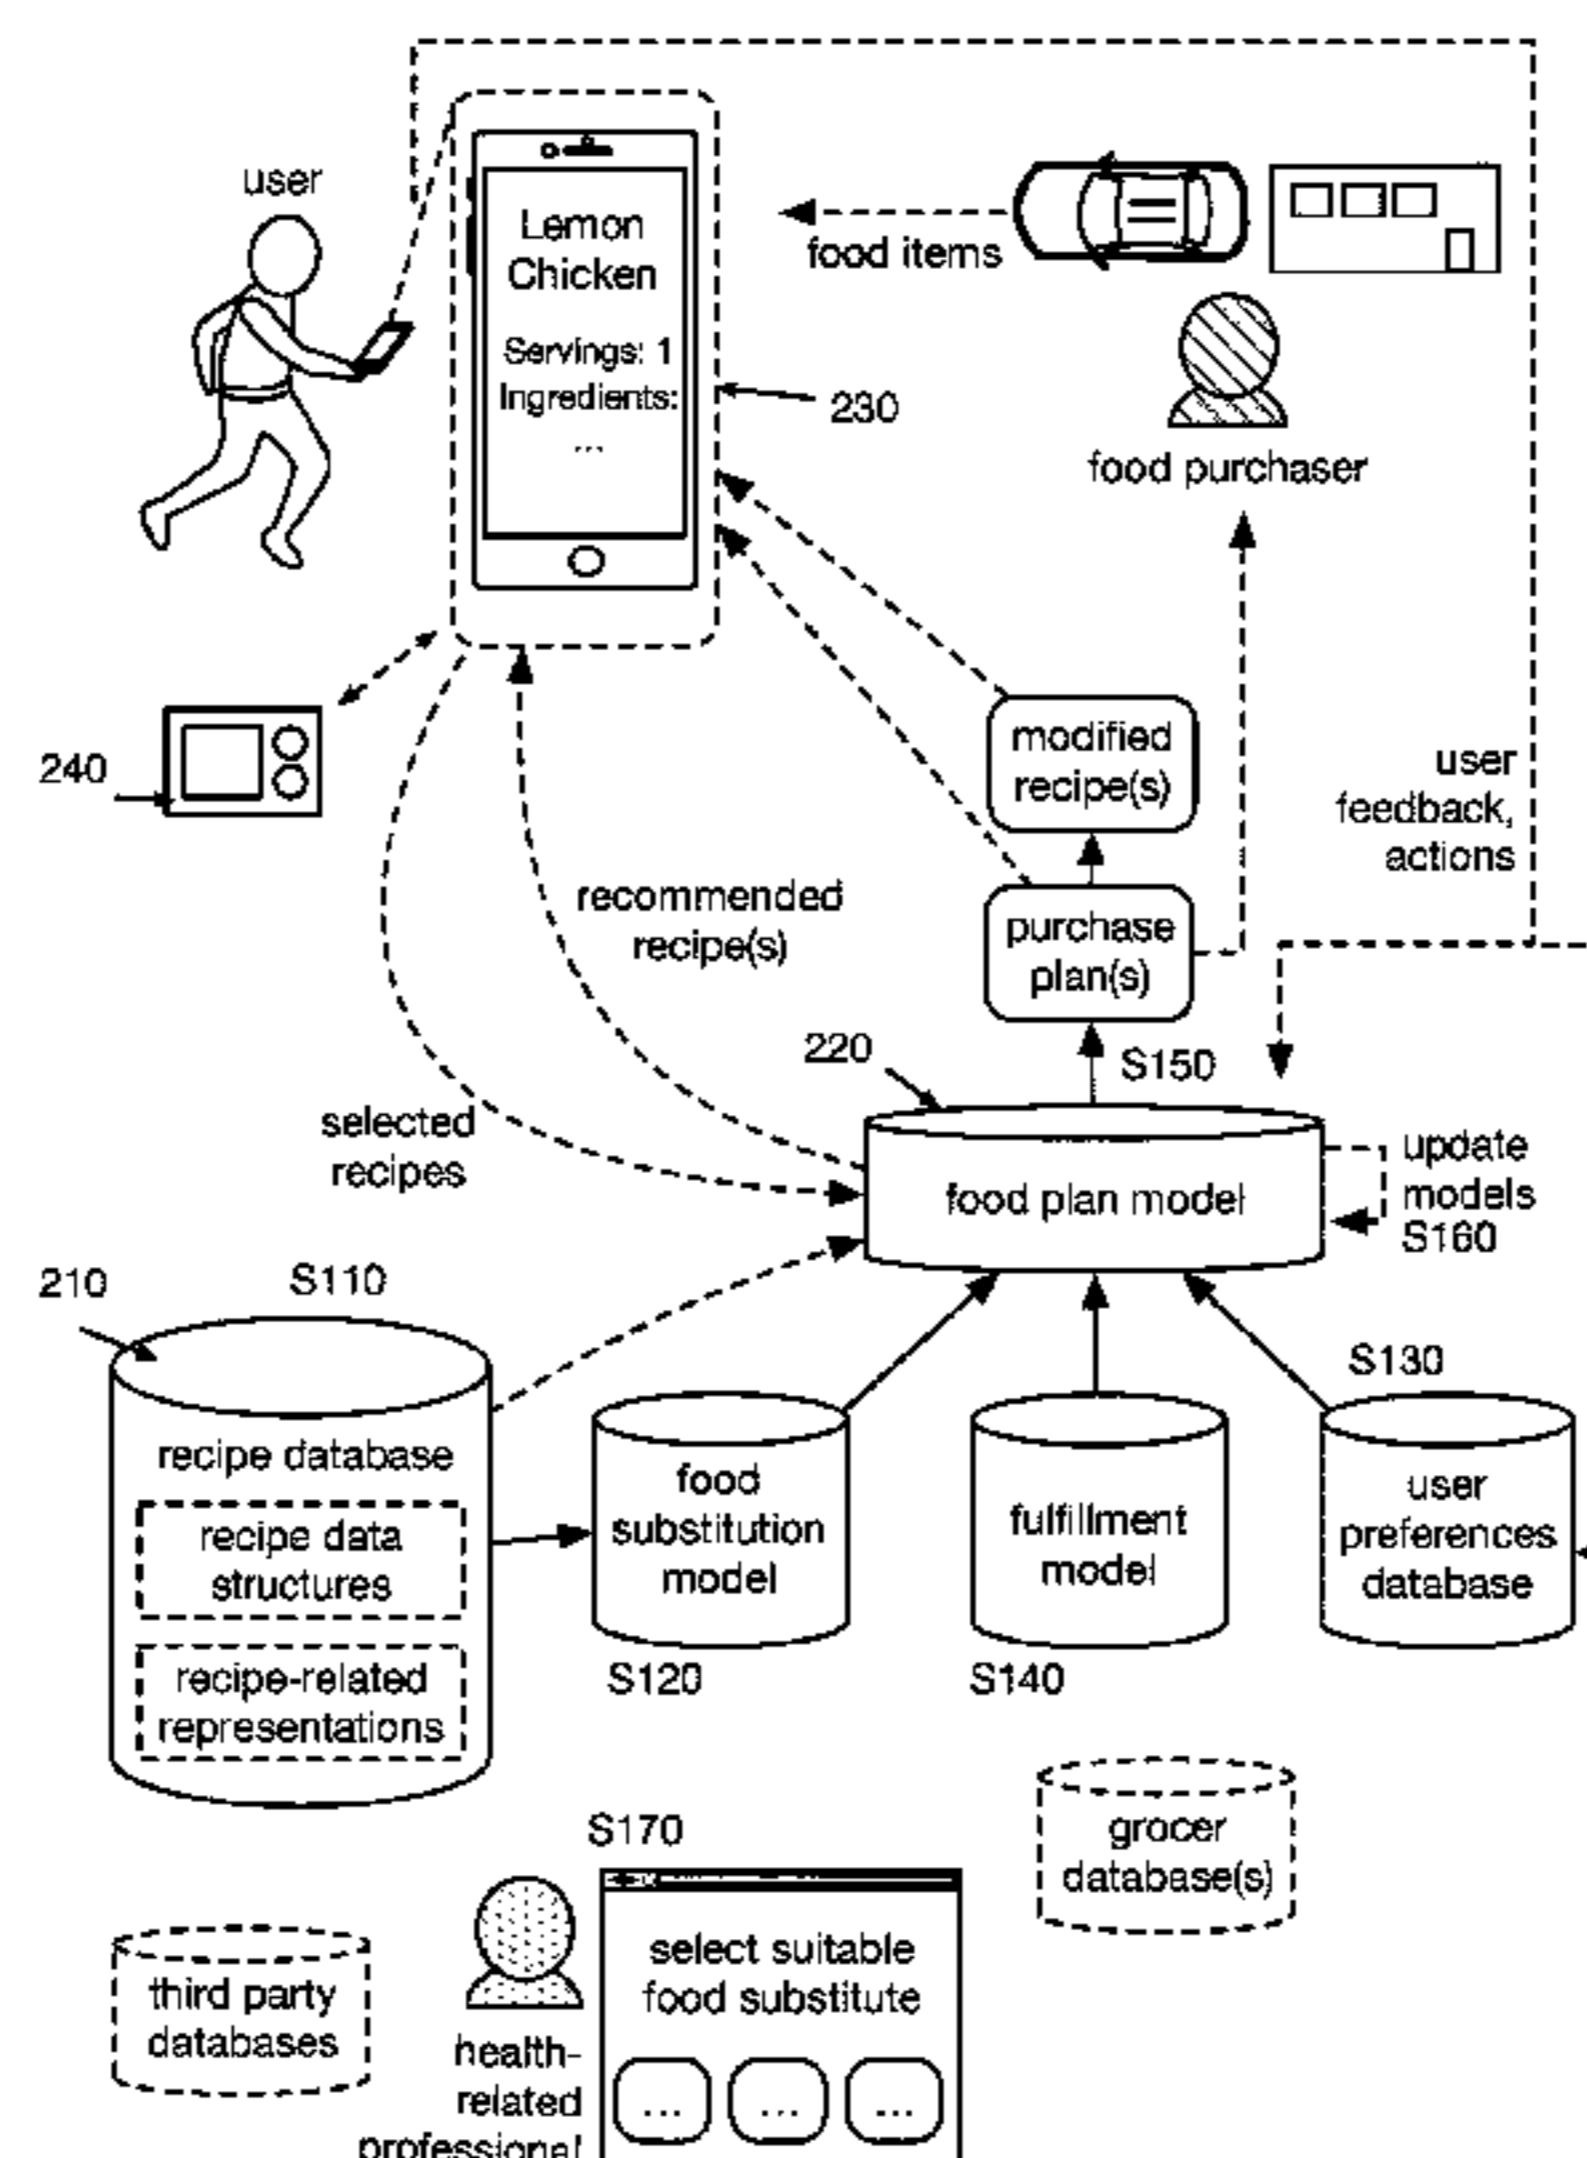 user
Lemon
Chicken
Servings: 1
Ingredients:
...
food items
230
food purchaser
240
modified
recipe(s)
user
feedback,
actions
recommended
recipe(s)
purchase
plan(s)
220
S150
selected
recipes
food plan model
update
models
S160
210
S110
S130
recipe database
recipe data
structures
recipe-related
representations
food
substitution
model
fulfillment
model
user
preferences
database
S120
S140
S170
grocer
database(s)
third party
databases
select suitable
food substitute
health-
related
professional
... ... ...